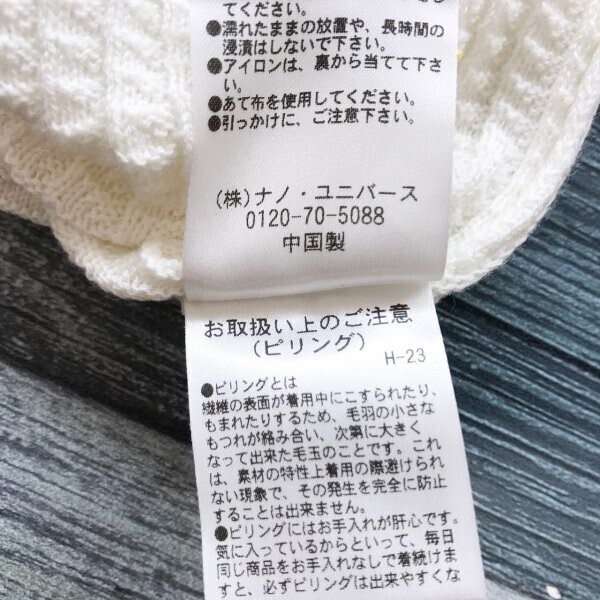 てください。
●濡れたままの放置や、長時間の
浸漬はしないで下さい。
●アイロンは、裏から当てて下さ
い。
●あて布を使用してください。
●引っかけに、ご注意下さい。
(株)ナノ・ユニバース
0120-70-5088
中国製
お取扱い上のご注意
(ピリング)
H-23
●ピリングとは
繊維の表面が着用中にこすられたり、
もまれたりするため、毛羽の小さな
もつれが絡み合い、次第に大きく
なって出来た毛玉のことです。これ
は、素材の特性上着用の際避けられ
ない現象で、その発生を完全に防止
することは出来ません。
●ピリングにはお手入れが肝心です。
気に入っているからといって、毎日
同じ商品をお手入れなしで着続けま
すと、必ずピリングは出来やすくな